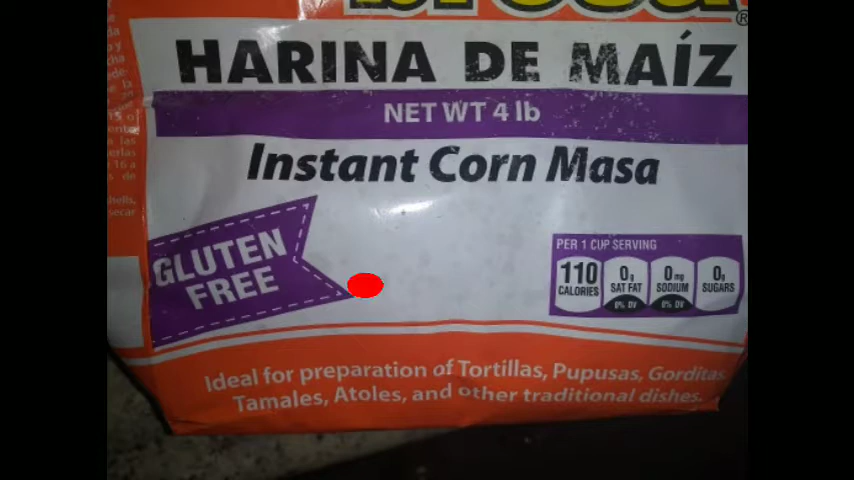 HARINA DE MAÍZ
NET WT 4 lb
Instant Corn Masa
GLUTEN
FREE
PER 1 CUP SERVING
110
CALORIES
0g
SAT FAT
0% DV
0mg
SODIUM
0% DV
0g
SUGARS
Ideal for preparation of Tortillas, Pupusas, Gorditas,
Tamales, Atoles, and other traditional dishes.